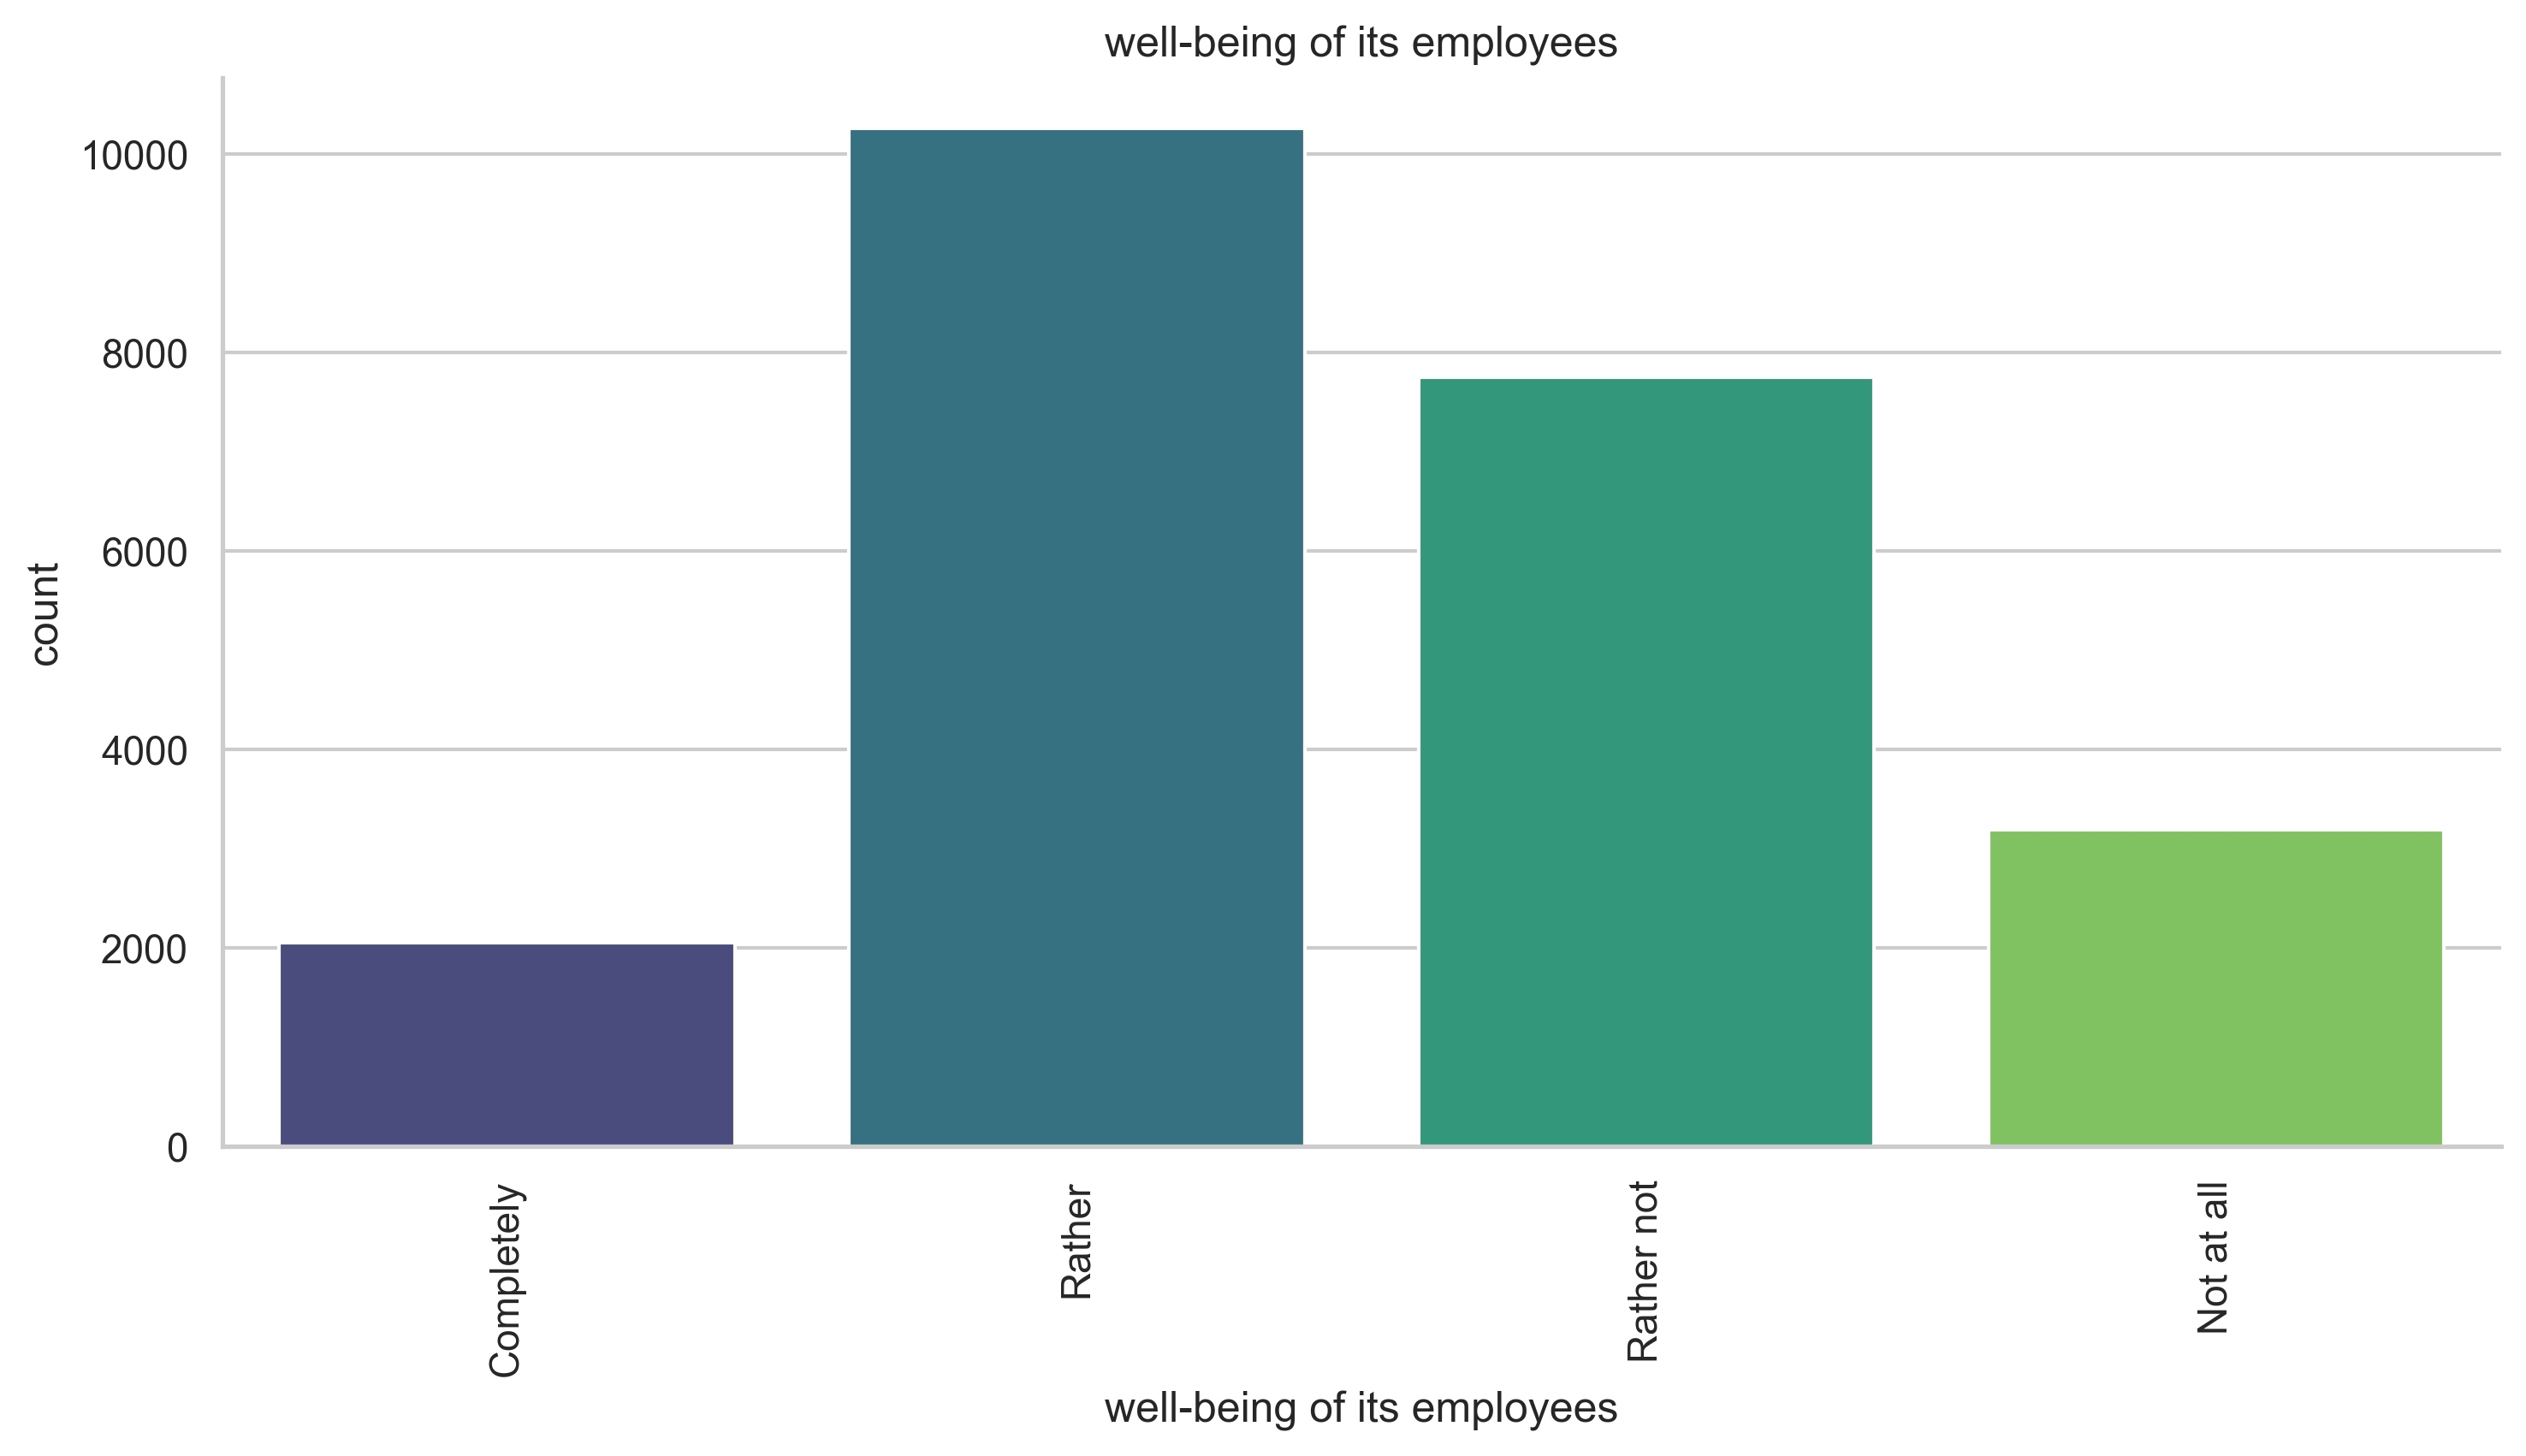 well-being of its employees
10000
8000
6000
4000
2000
0
count
Completely
Rather
Rather not
Not at all
well-being of its employees